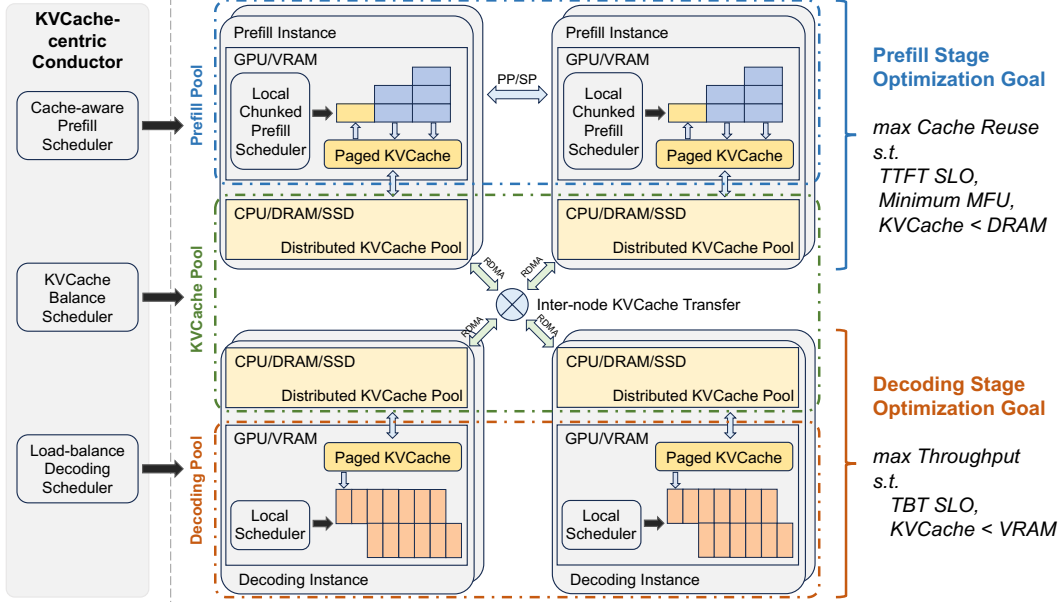 KVCache-
centric
Conductor
Cache-aware
Prefill
Scheduler
KVCache
Balance
Scheduler
Load-balance
Decoding
Scheduler
Prefill Pool
KVCache Pool
Decoding Pool
Prefill Instance
GPU/VRAM
Local
Chunked
Prefill
Scheduler
Paged KVCache
CPU/DRAM/SSD
Distributed KVCache Pool
PP/SP
Prefill Instance
GPU/VRAM
Local
Chunked
Prefill
Scheduler
Paged KVCache
CPU/DRAM/SSD
Distributed KVCache Pool
RDMA
RDMA
Inter-node KVCache Transfer
RDMA
RDMA
CPU/DRAM/SSD
Distributed KVCache Pool
GPU/VRAM
Paged KVCache
Local
Scheduler
Decoding Instance
CPU/DRAM/SSD
Distributed KVCache Pool
GPU/VRAM
Paged KVCache
Local
Scheduler
Decoding Instance
Prefill Stage
Optimization Goal
max Cache Reuse
s.t.
TTFT SLO,
Minimum MFU,
KVCache < DRAM
Decoding Stage
Optimization Goal
max Throughput
s.t.
TBT SLO,
KVCache < VRAM